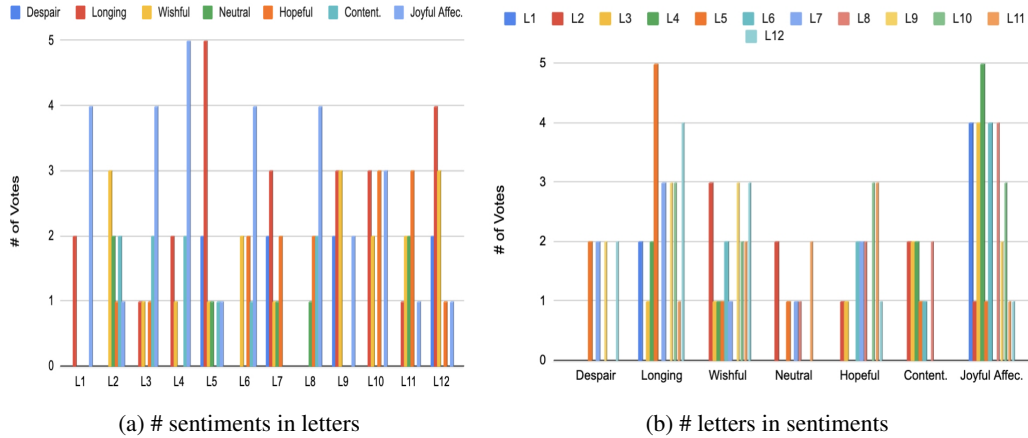 Despair Longing Wishful Neutral Hopeful Content. Joyful Affec.
# of Votes
5
4
3
2
1
0
L1 L2 L3 L4 L5 L6 L7 L8 L9 L10 L11 L12
(a) # sentiments in letters
L1 L2 L3 L4 L5 L6 L7 L8 L9 L10 L11
L12
# of Votes
5
4
3
2
1
0
Despair Longing Wishful Neutral Hopeful Content. Joyful Affec.
(b) # letters in sentiments